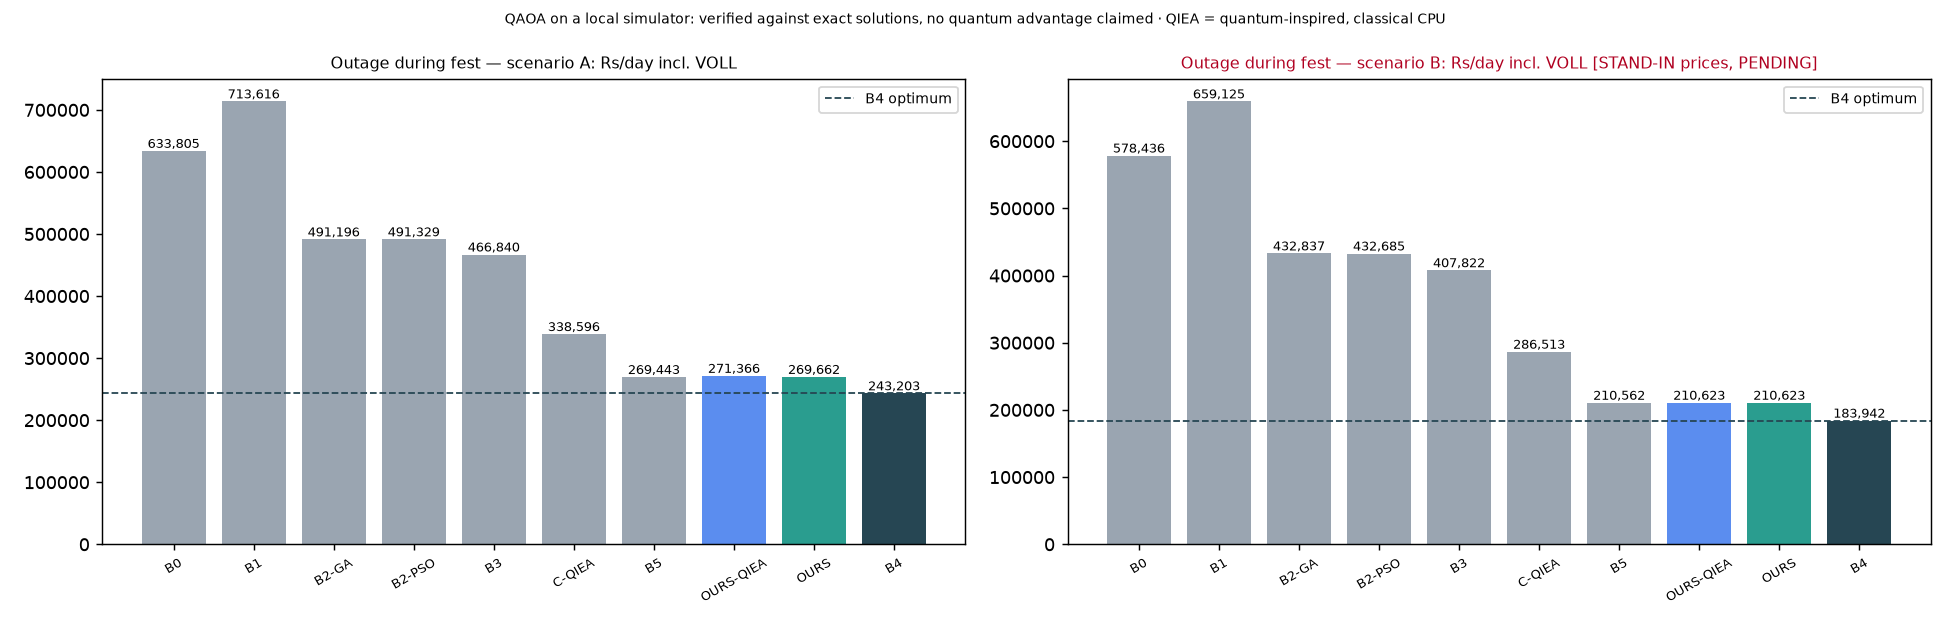 QAOA on a local simulator: verified against exact solutions, no quantum advantage claimed · QIEA = quantum-inspired, classical CPU
Outage during fest — scenario A: Rs/day incl. VOLL
B4 optimum
700000
600000
500000
400000
300000
200000
100000
0
633,805
713,616
491,196
491,329
466,840
338,596
269,443
271,366
269,662
243,203
B0
B1
B2-GA
B2-PSO
B3
C-QIEA
B5
OURS-QIEA
OURS
B4
Outage during fest — scenario B: Rs/day incl. VOLL [STAND-IN prices, PENDING]
B4 optimum
600000
500000
400000
300000
200000
100000
0
578,436
659,125
432,837
432,685
407,822
286,513
210,562
210,623
210,623
183,942
B0
B1
B2-GA
B2-PSO
B3
C-QIEA
B5
OURS-QIEA
OURS
B4